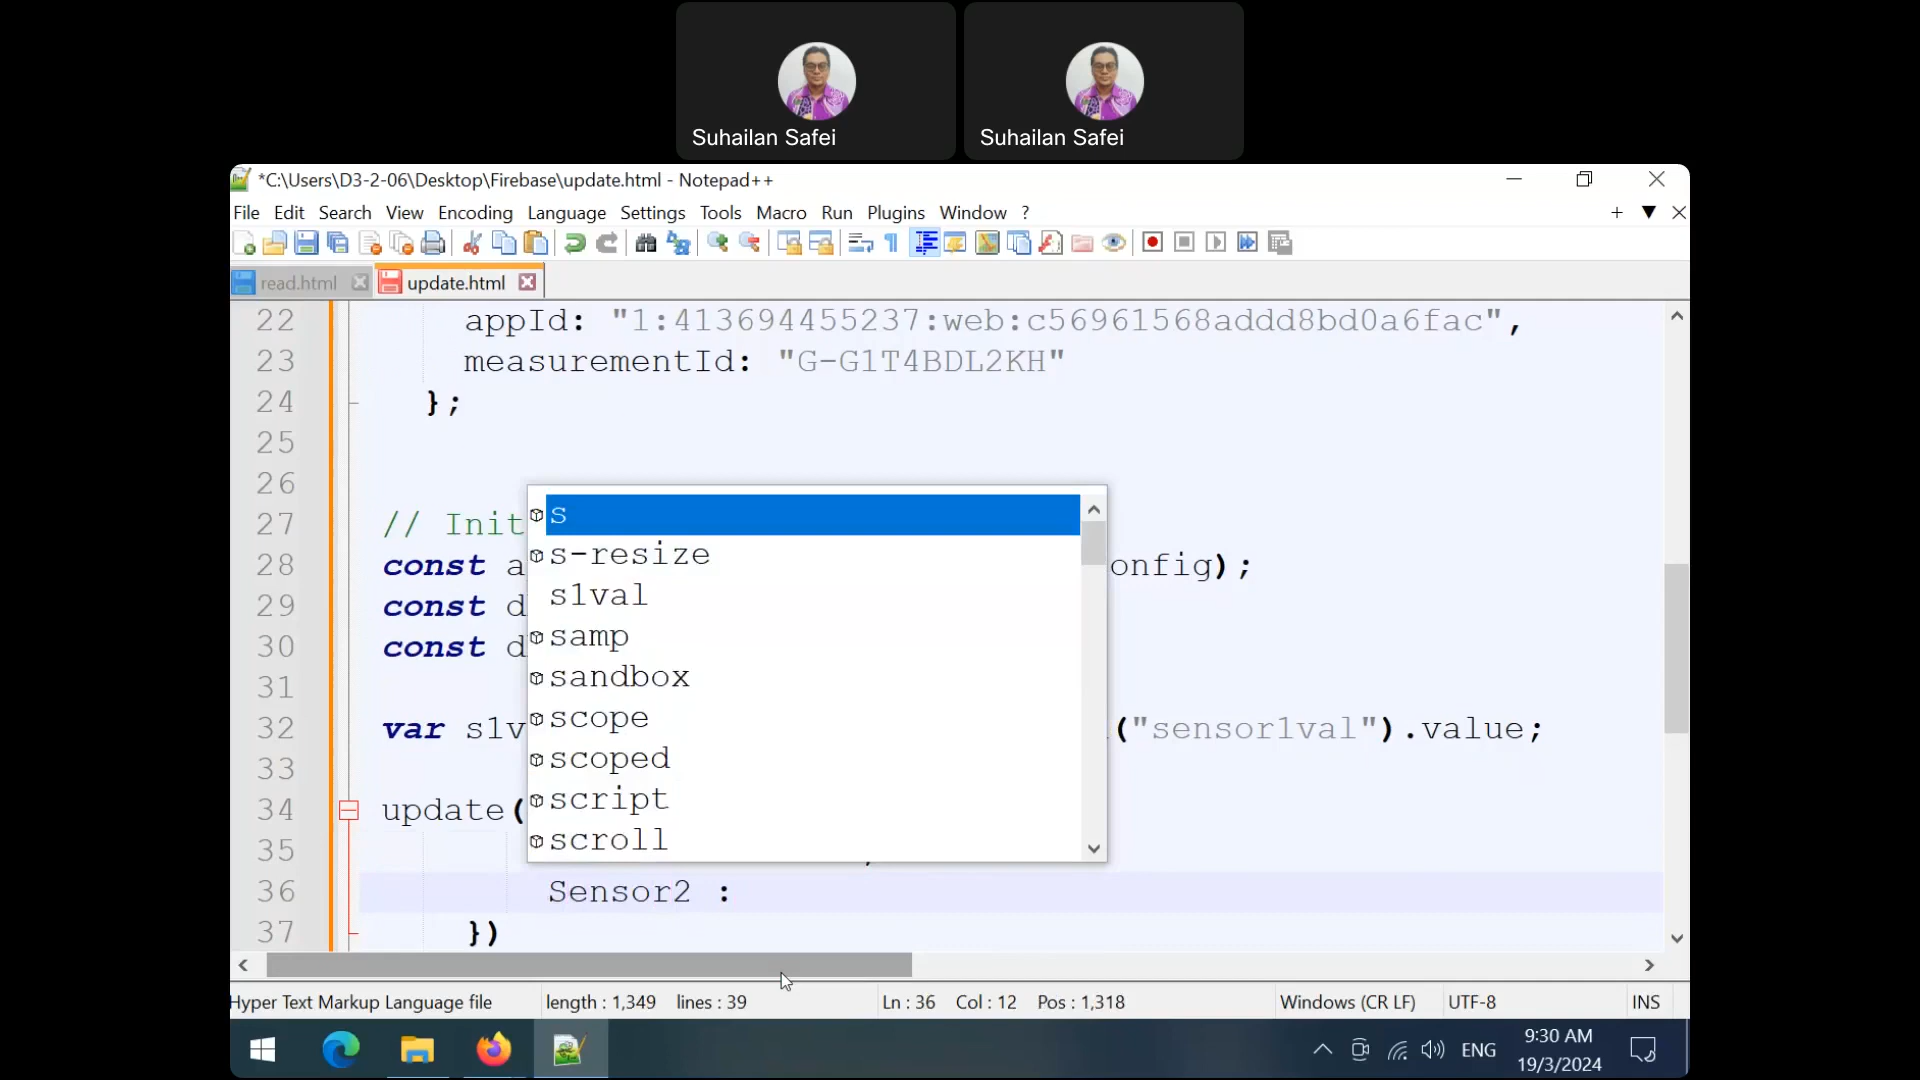 Suhailan Safei
Suhailan Safei
*C:\Users\D3-2-06\Desktop\Firebase\update.html - Notepad++
File Edit Search View Encoding Language Settings Tools Macro Run Plugins Window ?
read.html
update.html
22 appId: "1:413694455237:web:c56961568addd8bd0a6fac",
23 measurementId: "G-G1T4BDL2KH"
24 };
25
26
27 // Init
28 const a onfig);
29 const d
30 const d
31
32 var s1v ("sensor1val").value;
33
34 update(
35
36 Sensor2 :
37 })
s
s-resize
s1val
samp
sandbox
scope
scoped
script
scroll
Hyper Text Markup Language file length : 1,349 lines : 39 Ln : 36 Col : 12 Pos : 1,318 Windows (CR LF) UTF-8 INS
ENG
9:30 AM
19/3/2024